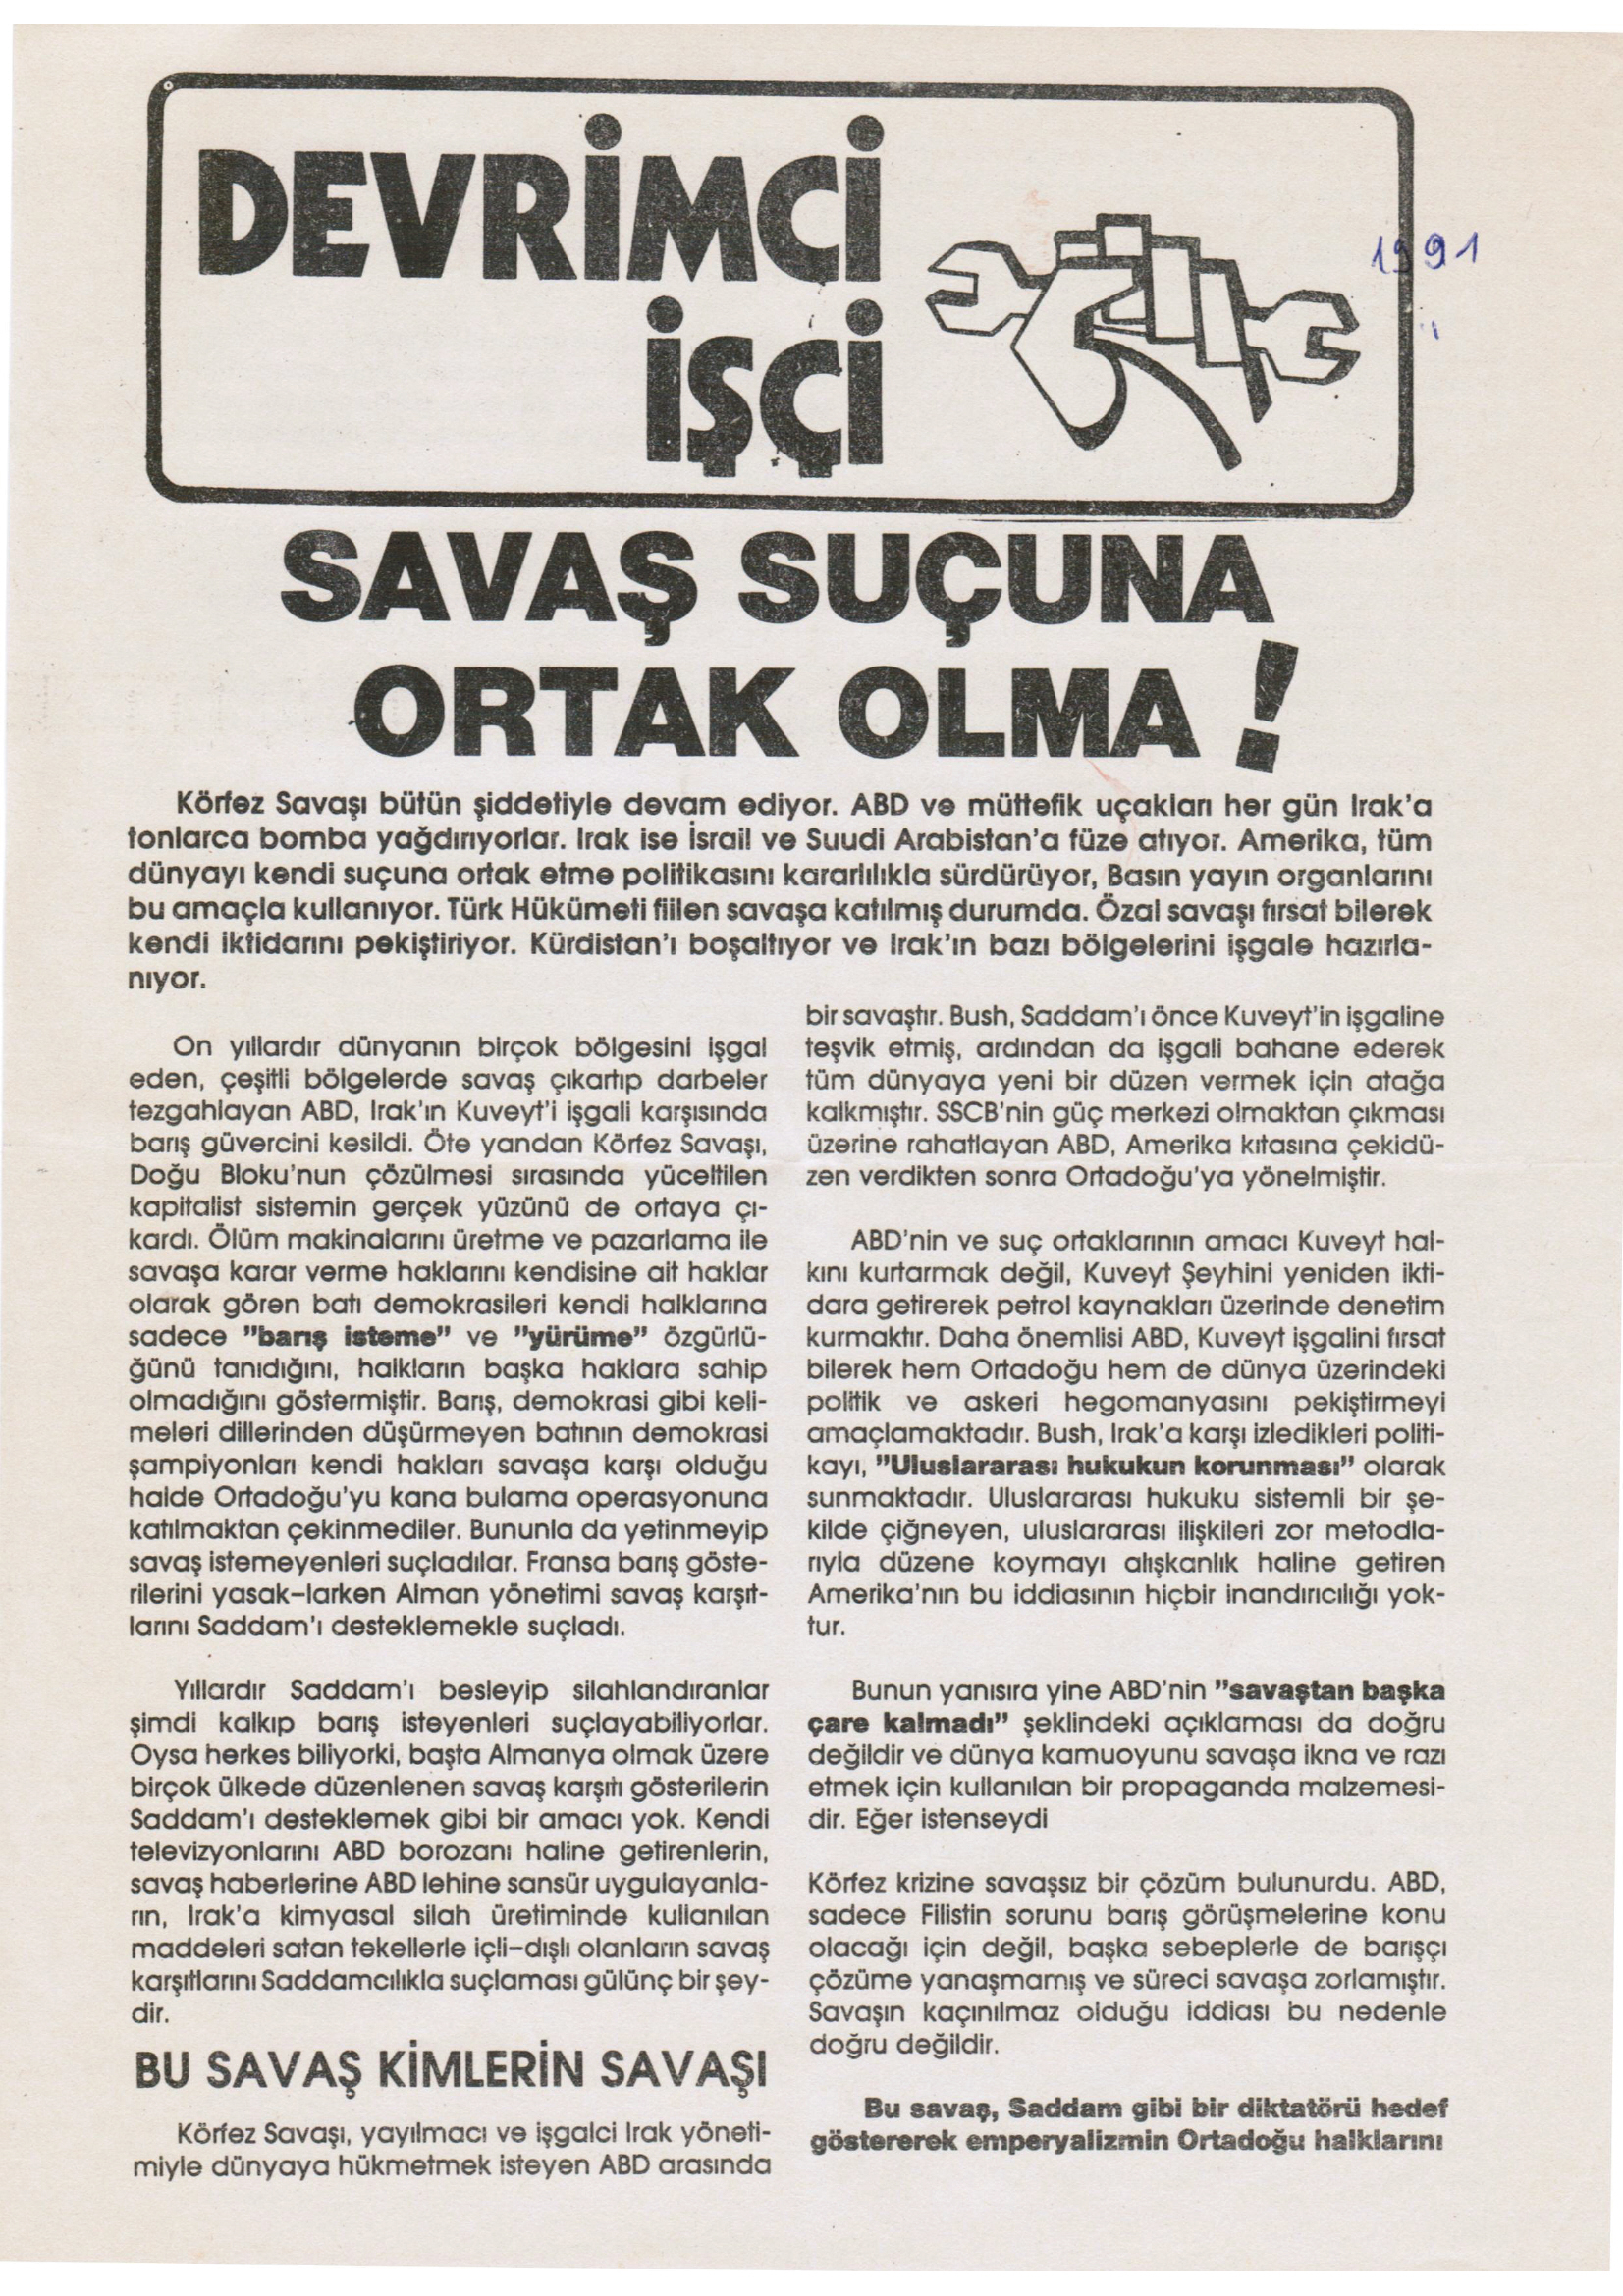 DEVRİMCİ
İŞÇİ
1991
SAVAŞ SUÇUNA
ORTAK OLMA !
Körfez Savaşı bütün şiddetiyle devam ediyor. ABD ve müttefik uçakları her gün Irak'a
tonlarca bomba yağdırıyorlar. Irak ise İsrail ve Suudi Arabistan'a füze atıyor. Amerika, tüm
dünyayı kendi suçuna ortak etme politikasını kararlılıkla sürdürüyor, Basın yayın organlarını
bu amaçla kullanıyor. Türk Hükümeti fiilen savaşa katılmış durumda. Özal savaşı fırsat bilerek
kendi iktidarını pekiştiriyor. Kürdistan'ı boşaltıyor ve Irak'ın bazı bölgelerini işgale hazırla-
nıyor.
On yıllardır dünyanın birçok bölgesini işgal
eden, çeşitli bölgelerde savaş çıkartıp darbeler
tezgahlayan ABD, Irak'ın Kuveyt'i işgali karşısında
barış güvercini kesildi. Öte yandan Körfez Savaşı,
Doğu Bloku'nun çözülmesi sırasında yüceltilen
kapitalist sistemin gerçek yüzünü de ortaya çı-
kardı. Ölüm makinalarını üretme ve pazarlama ile
savaşa karar verme haklarını kendisine ait haklar
olarak gören batı demokrasileri kendi halklarına
sadece "barış isteme" ve "yürüme" özgürlü-
ğünü tanıdığını, halkların başka haklara sahip
olmadığını göstermiştir. Barış, demokrasi gibi keli-
meleri dillerinden düşürmeyen batının demokrasi
şampiyonları kendi hakları savaşa karşı olduğu
halde Ortadoğu'yu kana bulama operasyonuna
katılmaktan çekinmediler. Bununla da yetinmeyip
savaş istemeyenleri suçladılar. Fransa barış göste-
rilerini yasak-larken Alman yönetimi savaş karşıt-
larını Saddam'ı desteklemekle suçladı.
Yıllardır Saddam'ı besleyip silahlandıranlar
şimdi kalkıp barış isteyenleri suçlayabiliyorlar.
Oysa herkes biliyorki, başta Almanya olmak üzere
birçok ülkede düzenlenen savaş karşıtı gösterilerin
Saddam'ı desteklemek gibi bir amacı yok. Kendi
televizyonlarını ABD borozanı haline getirenlerin,
savaş haberlerine ABD lehine sansür uygulayanla-
rın, Irak'a kimyasal silah üretiminde kullanılan
maddeleri satan tekellerle içli-dışlı olanların savaş
karşıtlarını Saddamcılıkla suçlaması gülünç bir şey-
dir.
BU SAVAŞ KİMLERİN SAVAŞI
Körfez Savaşı, yayılmacı ve işgalci Irak yöneti-
miyle dünyaya hükmetmek isteyen ABD arasında
bir savaştır. Bush, Saddam'ı önce Kuveyt'in işgaline
teşvik etmiş, ardından da işgali bahane ederek
tüm dünyaya yeni bir düzen vermek için atağa
kalkmıştır. SSCB'nin güç merkezi olmaktan çıkması
üzerine rahatlayan ABD, Amerika kıtasına çekidü-
zen verdikten sonra Ortadoğu'ya yönelmiştir.
ABD'nin ve suç ortaklarının amacı Kuveyt hal-
kını kurtarmak değil, Kuveyt Şeyhini yeniden ikti-
dara getirerek petrol kaynakları üzerinde denetim
kurmaktır. Daha önemlisi ABD, Kuveyt işgalini fırsat
bilerek hem Ortadoğu hem de dünya üzerindeki
politik ve askeri hegomanyasını pekiştirmeyi
amaçlamaktadır. Bush, Irak'a karşı izledikleri politi-
kayı, "Uluslararası hukukun korunması" olarak
sunmaktadır. Uluslararası hukuku sistemli bir şe-
kilde çiğneyen, uluslararası ilişkileri zor metodla-
rıyla düzene koymayı alışkanlık haline getiren
Amerika'nın bu iddiasının hiçbir inandırıcılığı yok-
tur.
Bunun yanısıra yine ABD'nin "savaştan başka
çare kalmadı" şeklindeki açıklaması da doğru
değildir ve dünya kamuoyunu savaşa ikna ve razı
etmek için kullanılan bir propaganda malzemesi-
dir. Eğer istenseydi
Körfez krizine savaşsız bir çözüm bulunurdu. ABD,
sadece Filistin sorunu barış görüşmelerine konu
olacağı için değil, başka sebeplerle de barışçı
çözüme yanaşmamış ve süreci savaşa zorlamıştır.
Savaşın kaçınılmaz olduğu iddiası bu nedenle
doğru değildir.
Bu savaş, Saddam gibi bir diktatörü hedef
göstererek emperyalizmin Ortadoğu halklarını